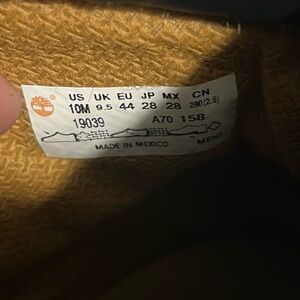 US UK EU JP MX CN
10M 9.5 44 28 28 280(2.5)
19039 A70 158
MADE IN MEXICO MENS